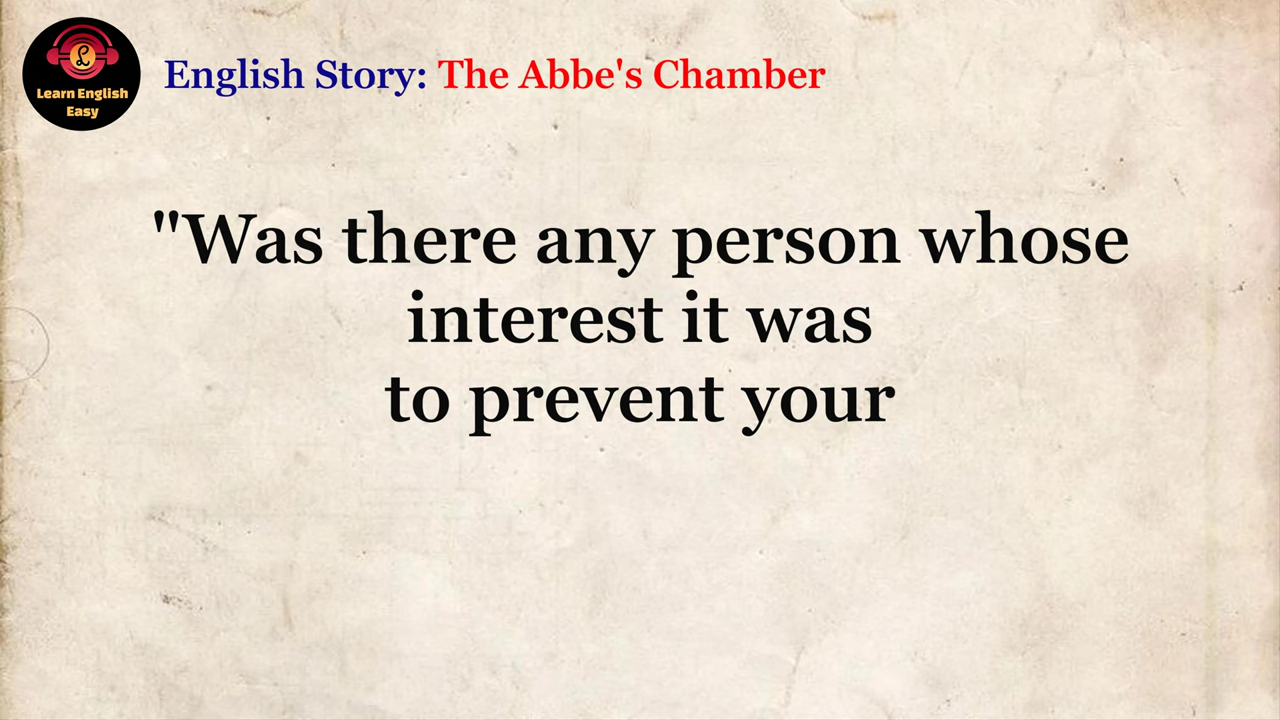 Learn English
Easy
English Story: The Abbe's Chamber
"Was there any person whose
interest it was
to prevent your